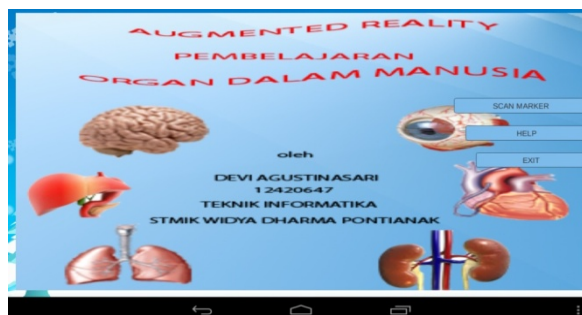 AUGMENTED REALITY
PEMBELAJARAN
ORGAN DALAM MANUSIA
SCAN MARKER
HELP
EXIT
oleh
DEVI AGUSTINASARI
12420647
TEKNIK INFORMATIKA
STMIK WIDYA DHARMA PONTIANAK